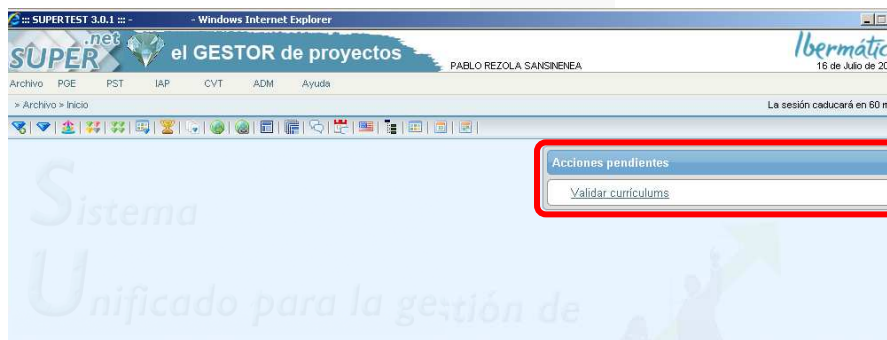 ::: SUPERTEST 3.0.1 ::: - - Windows Internet Explorer
SUPER.net el GESTOR de proyectos
PABLO REZOLA SANSINENEA
Ibermátic
16 de Julio de 20
Archivo PGE PST IAP CVT ADM Ayuda
> Archivo > Inicio
La sesión caducará en 60 m
Acciones pendientes
Validar currículums
Sistema
Unificado para la gestión de